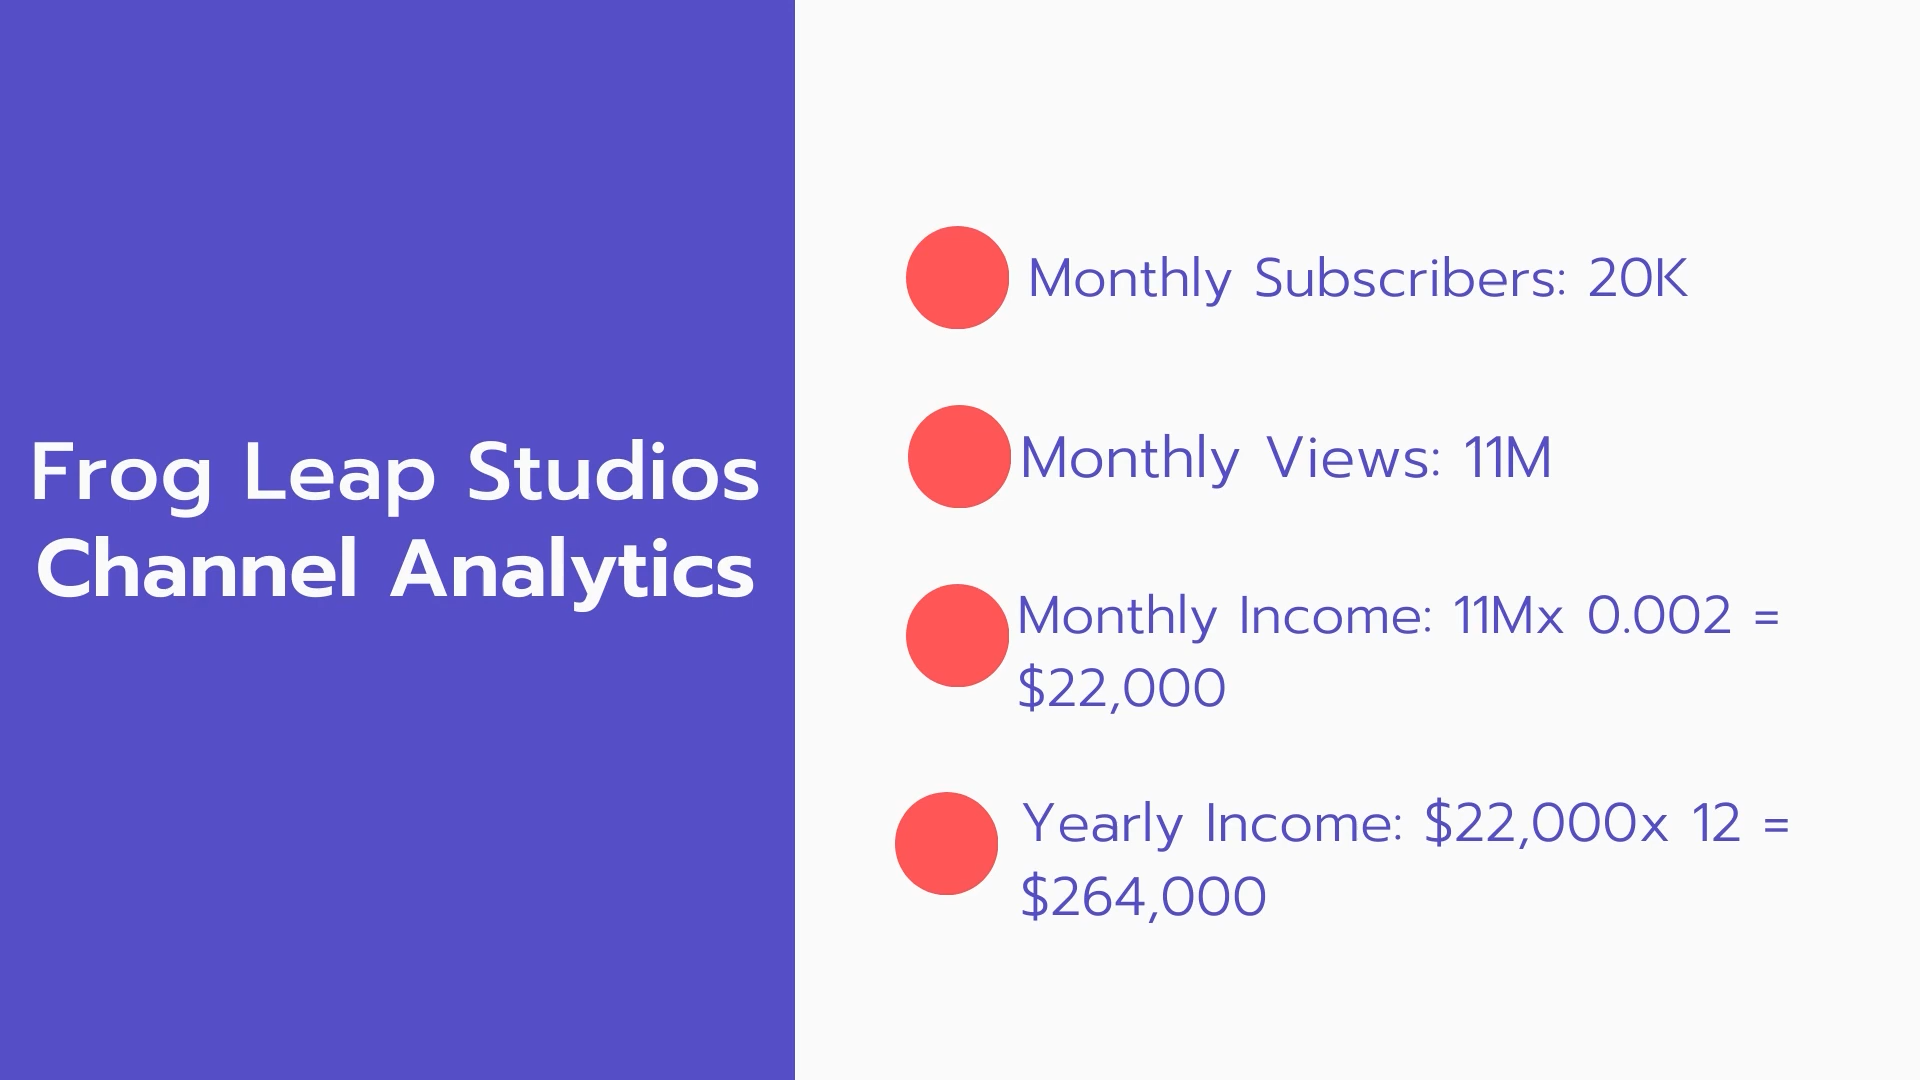 Frog Leap Studios
Channel Analytics
Monthly Subscribers: 20K
Monthly Views: 11M
Monthly Income: 11Mx 0.002 =
$22,000
Yearly Income: $22,000x 12 =
$264,000